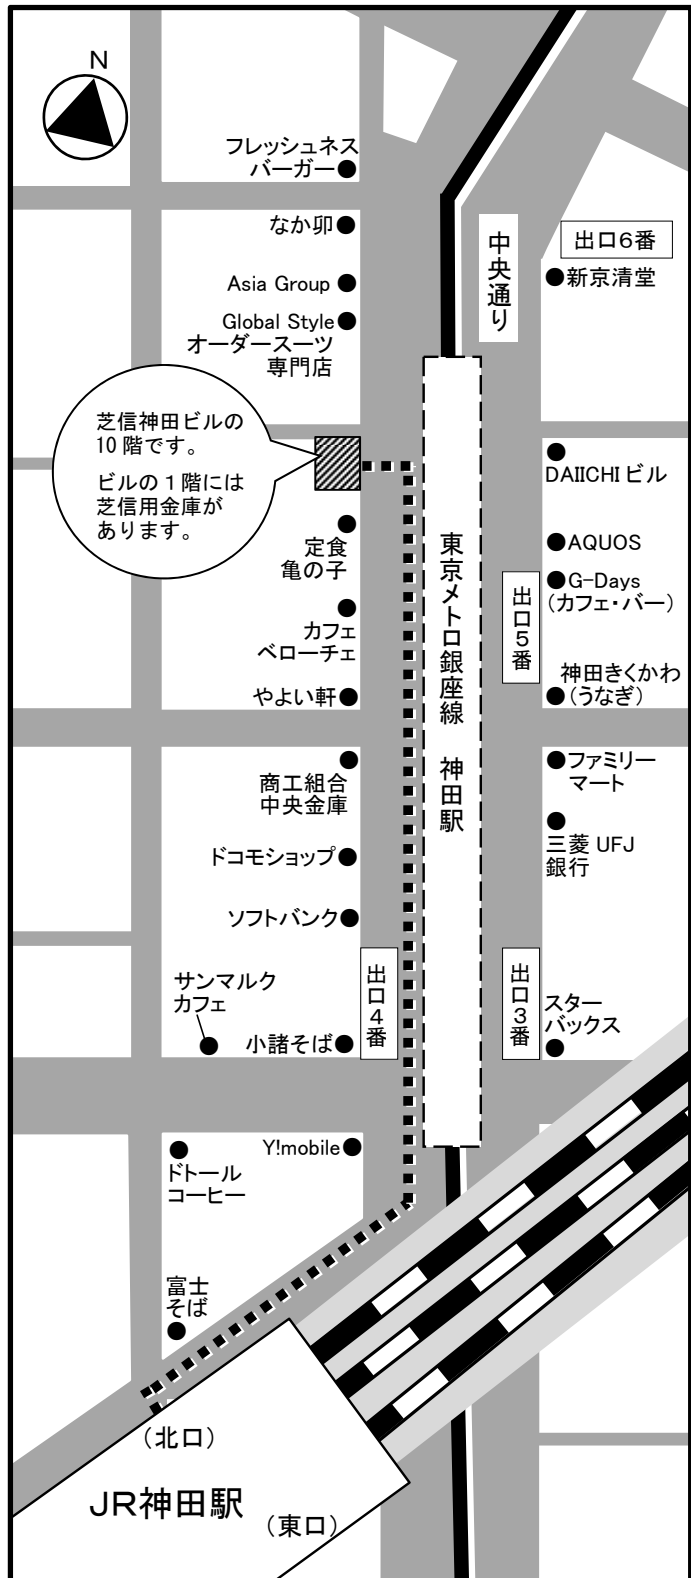 N
フレッシュネス
バーガー
なか卯
Asia Group
Global Style
オーダースーツ
専門店
中央通り
出口6番
新京清堂
芝信神田ビルの
10階です。
ビルの1階には
芝信用金庫が
あります。
定食
亀の子
カフェ
ベローチェ
やよい軒
東京メトロ銀座線 神田駅
DAIICHI ビル
AQUOS
G-Days
(カフェ・バー)
出口5番
神田きくかわ
(うなぎ)
商工組合
中央金庫
ファミリー
マート
三菱 UFJ
銀行
ドコモショップ
ソフトバンク
サンマルク
カフェ
小諸そば
出口4番
出口3番
スター
バックス
Y!mobile
ドトール
コーヒー
富士
そば
(北口)
JR神田駅
(東口)